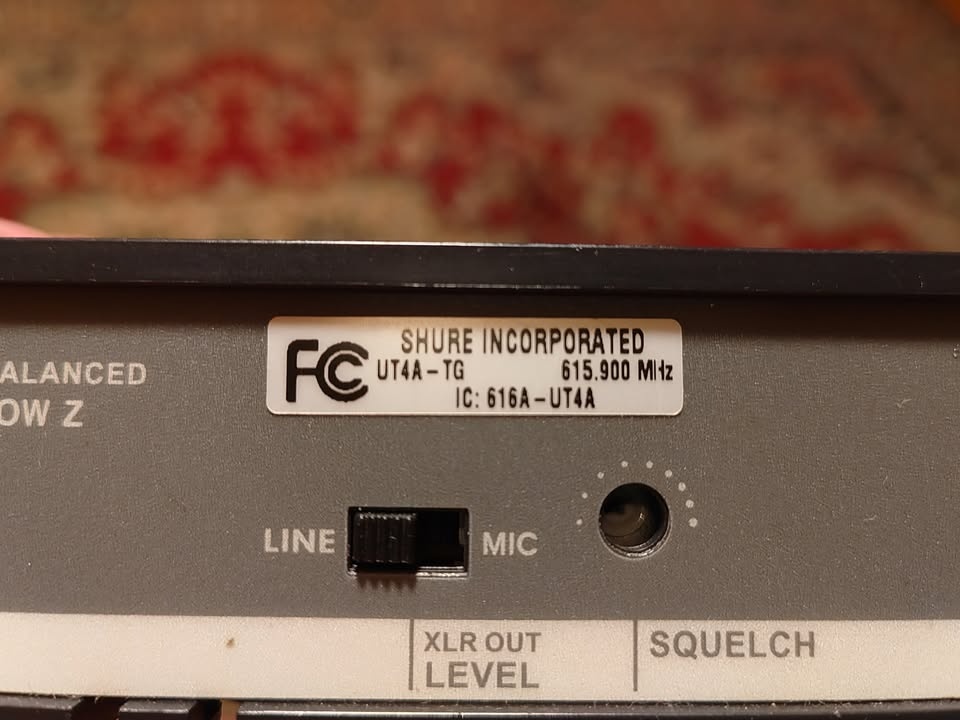 FC SHURE INCORPORATED
UT4A-TG 615.900 MHz
IC: 616A-UT4A
ALANCED
OW Z
LINE MIC
XLR OUT
LEVEL
SQUELCH